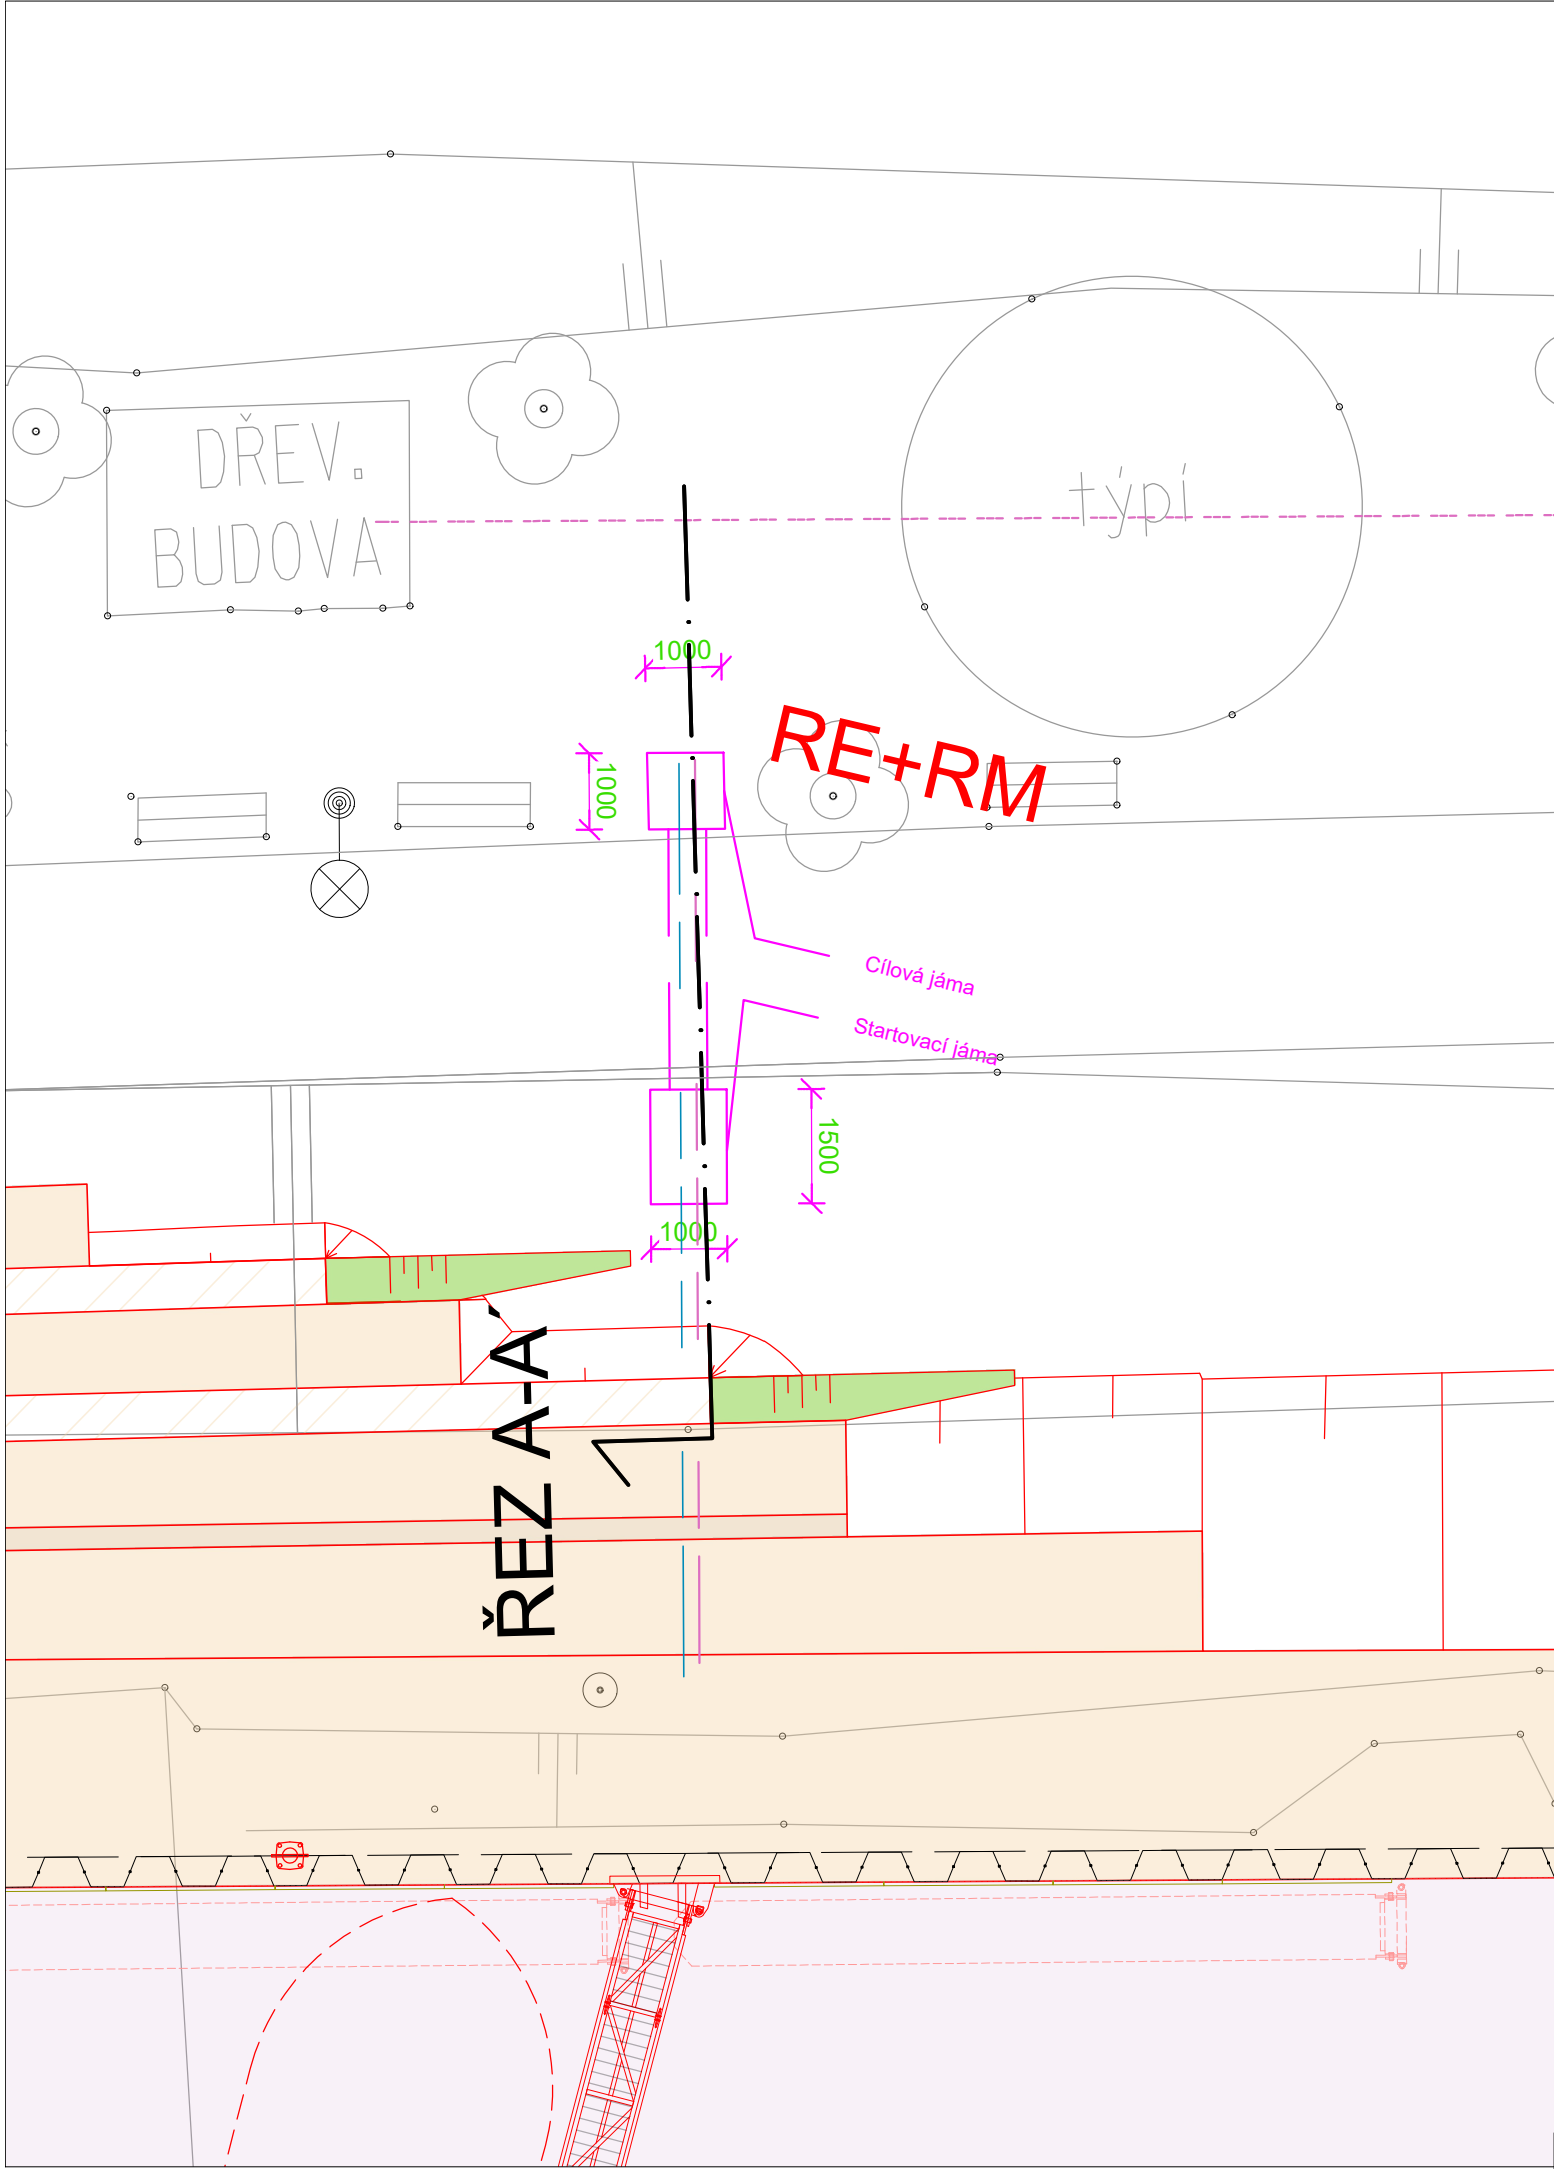 DŘEV.
BUDOVA
týpí
1000
RE+RM
1000
Cílová jáma
Startovací jáma
1500
1000
ŘEZ A-A'